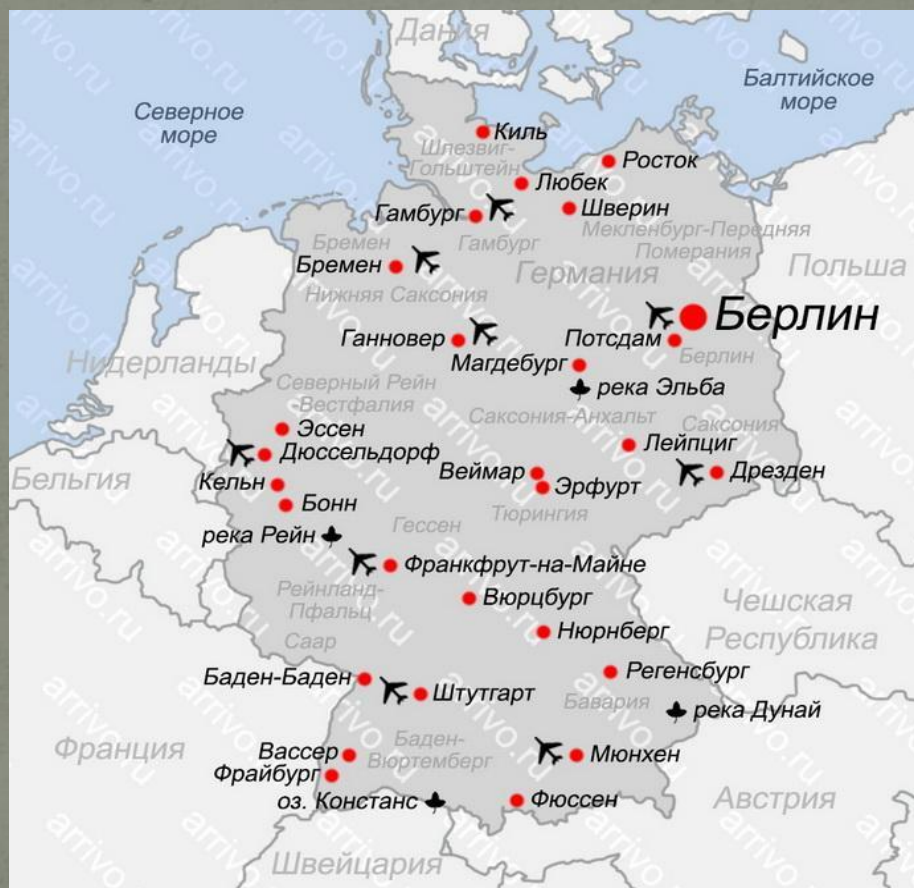 Дания
Северное
море
Балтийское
море
Киль
Шлезвиг-
Гольштейн
Росток
Любек
Шверин
Гамбург
Гамбург
Мекленбург-Передняя
Померания
Бремен
Бремен
Германия
Польша
Нижняя Саксония
Берлин
Ганновер
Потсдам
Берлин
Магдебург
Нидерланды
река Эльба
Северный Рейн
-Вестфалия
Саксония-Анхальт
Саксония
Эссен
Лейпциг
Дюссельдорф
Бельгия
Веймар
Дрезден
Кельн
Эрфурт
Бонн
Тюрингия
Гессен
река Рейн
Франкфрут-на-Майне
Рейнланд-
Пфальц
Вюрцбург
Чешская
Республика
Нюрнберг
Саар
Баден-Баден
Регенсбург
Штутгарт
Бавария
река Дунай
Франция
Баден-
Вюртемберг
Вассер
Мюнхен
Фрайбург
оз. Констанс
Фюссен
Австрия
Швейцария
arrivo.ru